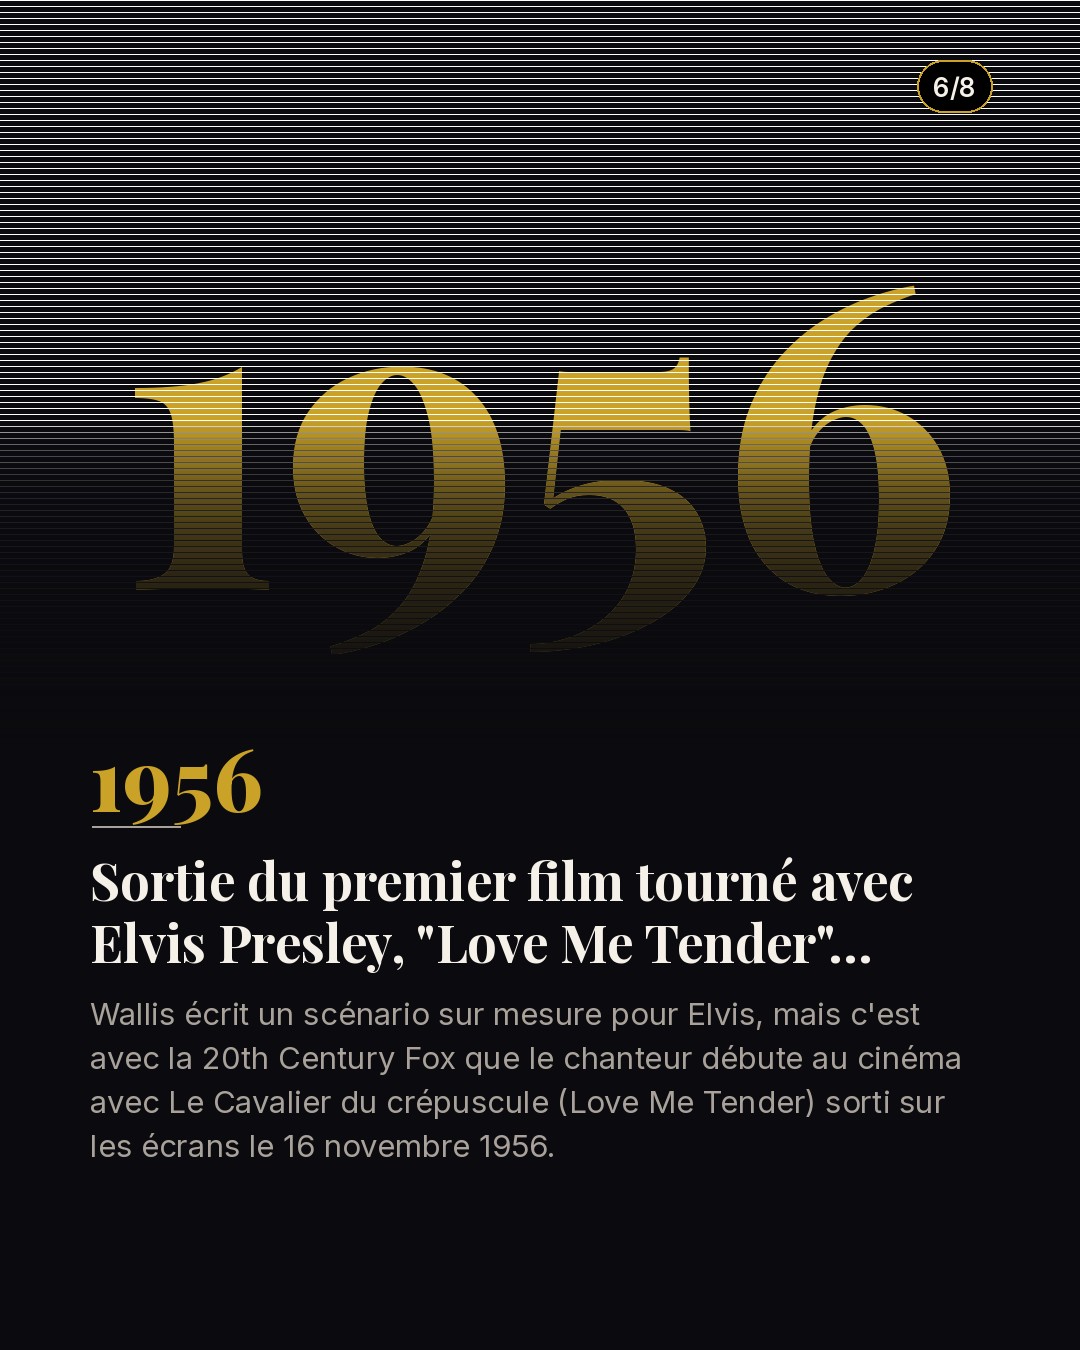 6/8
1956
1956
Sortie du premier film tourné avec
Elvis Presley, "Love Me Tender"...
Wallis écrit un scénario sur mesure pour Elvis, mais c'est
avec la 20th Century Fox que le chanteur débute au cinéma
avec Le Cavalier du crépuscule (Love Me Tender) sorti sur
les écrans le 16 novembre 1956.